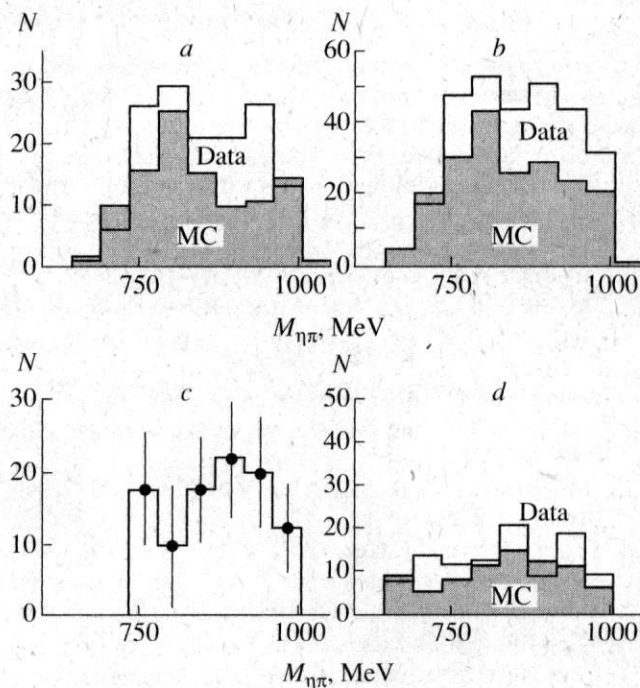 N a b
30 60
Data Data
20 40
10 20
MC MC
0 0
750 1000 750 1000
M_ηπ, MeV
N c N d
30 50
40
20 30
Data
20
10
10
MC
0 0
750 1000 750 1000
M_ηπ, MeV